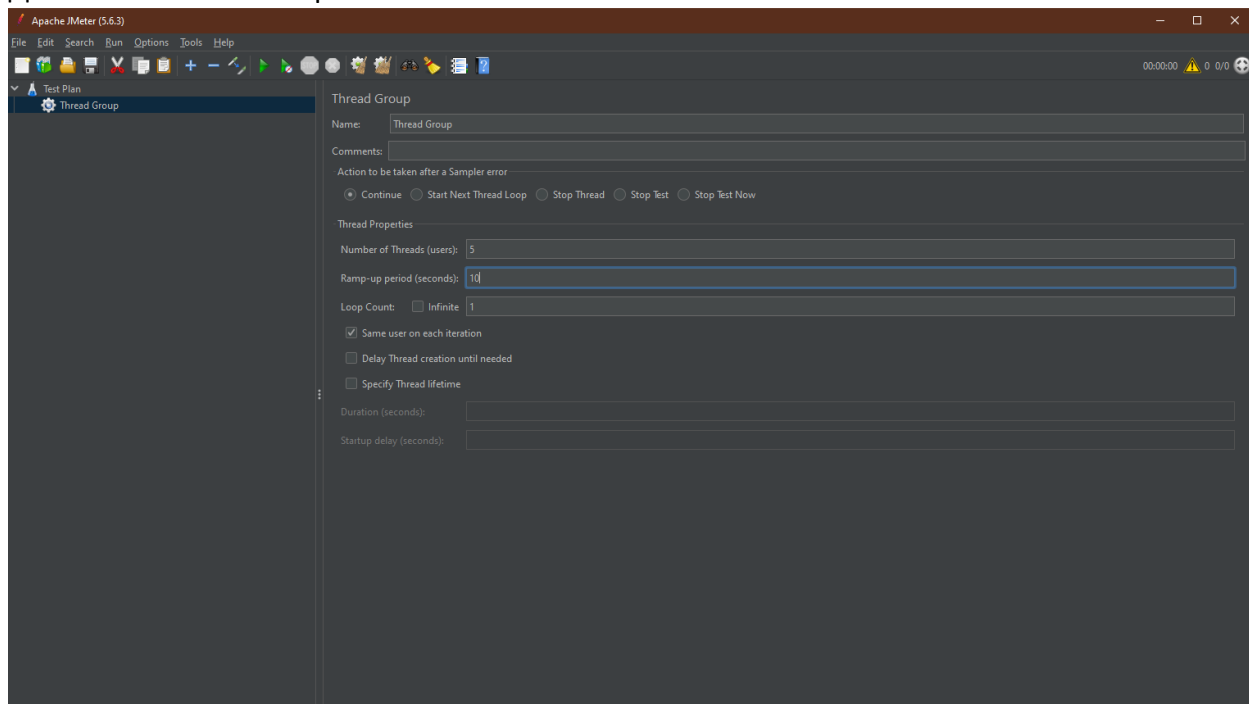 Apache JMeter (5.6.3)
File Edit Search Run Options Tools Help
00:00:00 0 0/0
Test Plan
Thread Group
Thread Group
Name: Thread Group
Comments:
Action to be taken after a Sampler error
Continue Start Next Thread Loop Stop Thread Stop Test Stop Test Now
Thread Properties
Number of Threads (users): 5
Ramp-up period (seconds): 10
Loop Count: Infinite 1
Same user on each iteration
Delay Thread creation until needed
Specify Thread lifetime
Duration (seconds):
Startup delay (seconds):